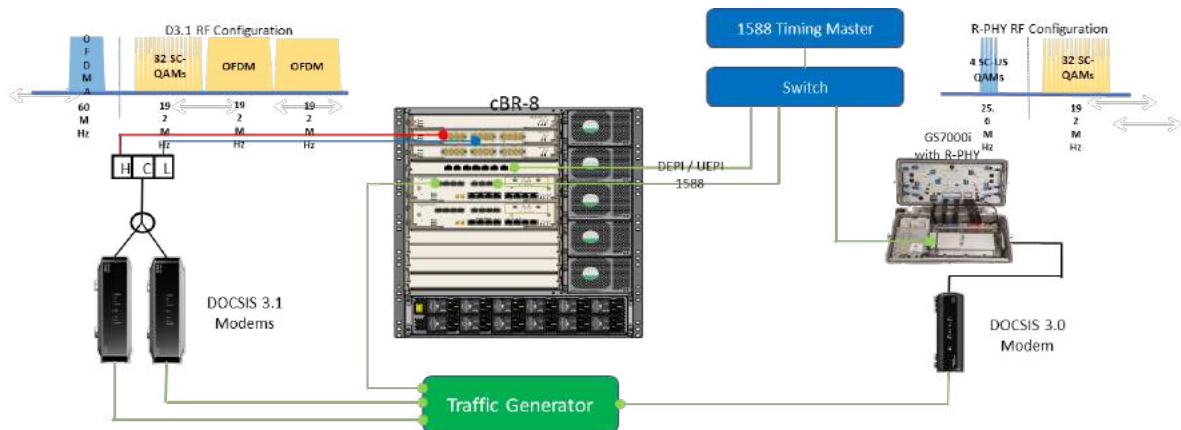 D3.1 RF Configuration
O
F
D
M
A
32 SC-
QAMs
OFDM
OFDM
60
M
Hz
19
2 M
Hz
19
2 M
Hz
19
2 M
Hz
1588 Timing Master
Switch
R-PHY RF Configuration
4 SC-US
QAMs
32 SC-
QAMs
25.
6 M
Hz
19
2 M
Hz
cBR-8
H C L
DEPI / UEPI
1588
GS7000i
with R-PHY
DOCSIS 3.1
Modems
DOCSIS 3.0
Modem
Traffic Generator